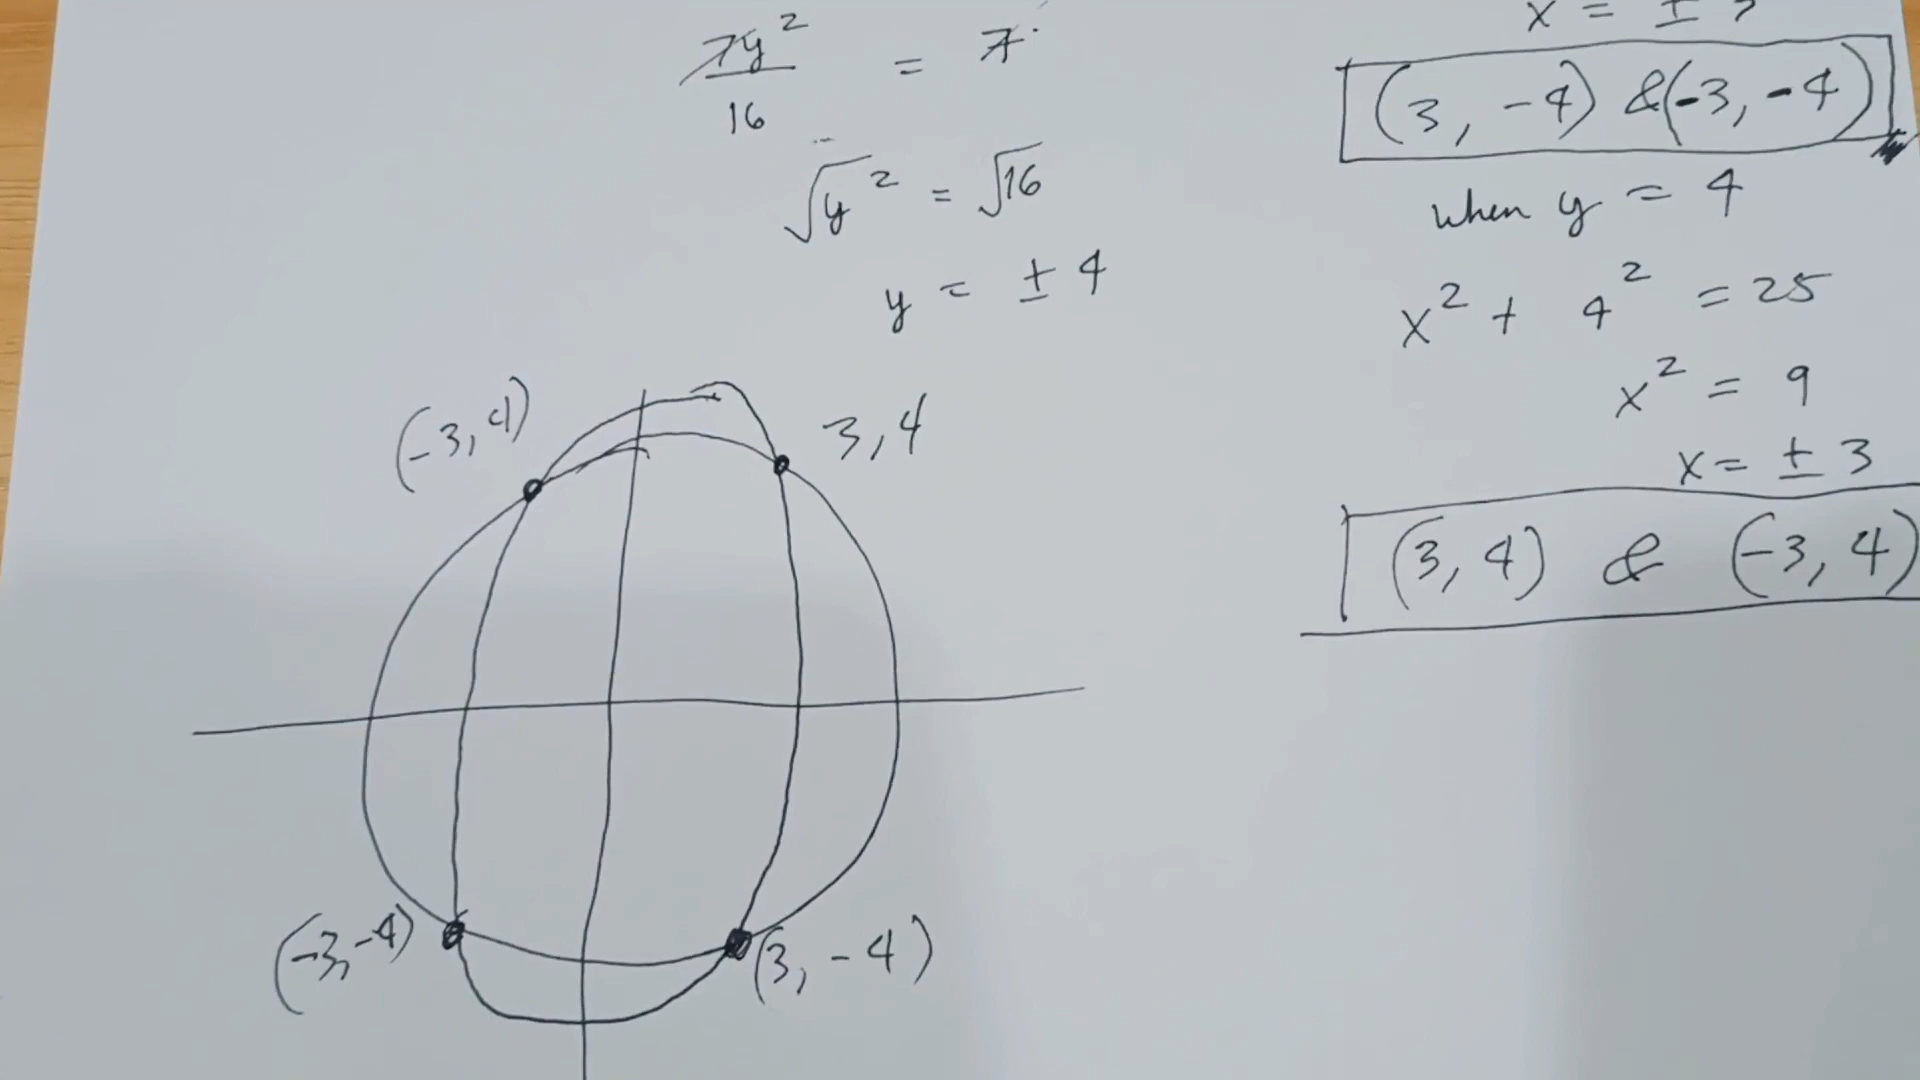 7y² = 7
16
√y² = √16
y = ± 4
(-3, 4)
3, 4
(-3, -4)
(3, -4)
x = ±
(3, -4) & (-3, -4)
when y = 4
x² + 4² = 25
x² = 9
x = ± 3
(3, 4) & (-3, 4)